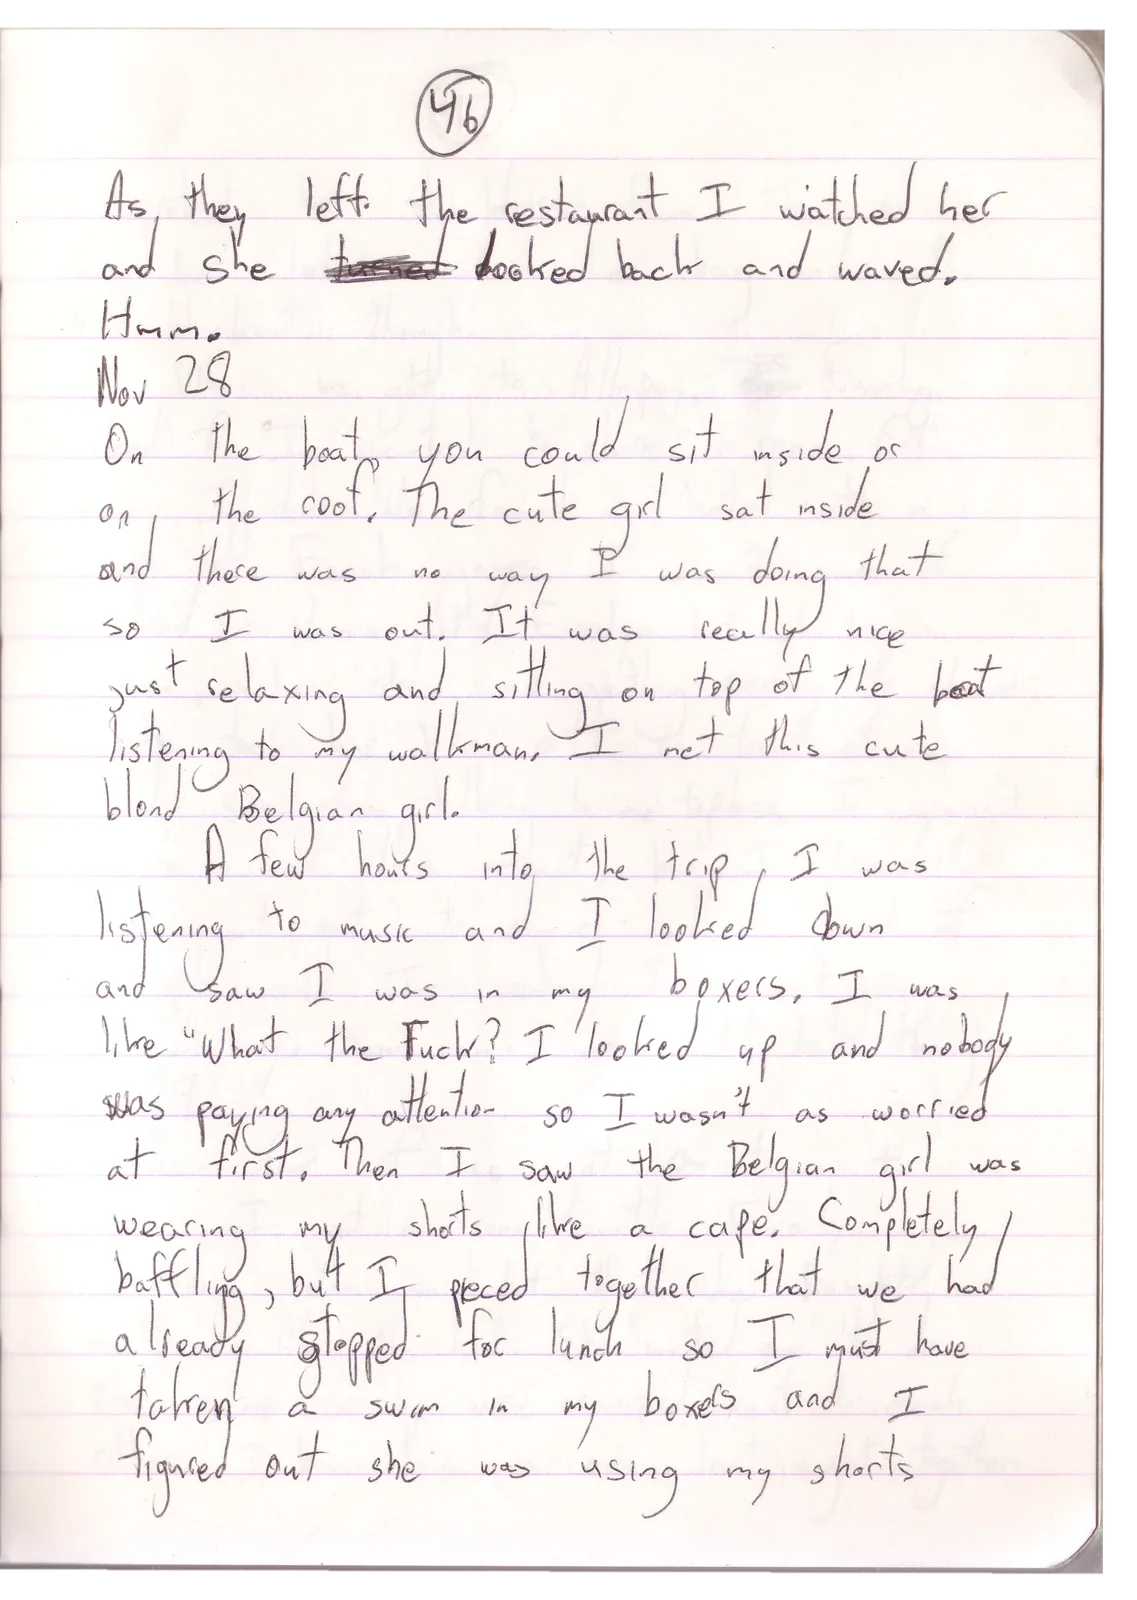 46
As they left the restaurant I watched her
and she turned looked back and waved.
Hmm.
Nov 28
On the boat, you could sit inside or
on the roof. The cute girl sat inside
and there was no way I was doing that
so I was out. It was really nice
just relaxing and sitting on top of the boat
listening to my walkman. I met this cute
blond Belgian girl.
A few hours into the trip, I was
listening to music and I looked down
and saw I was in my boxers. I was
like "What the Fuck? I looked up and nobody
was paying any attention so I wasn't as worried
at first. Then I saw the Belgian girl was
wearing my shorts like a cape. Completely
baffling, but I pieced together that we had
already stopped for lunch so I must have
taken a swim in my boxers and I
figured out she was using my shorts